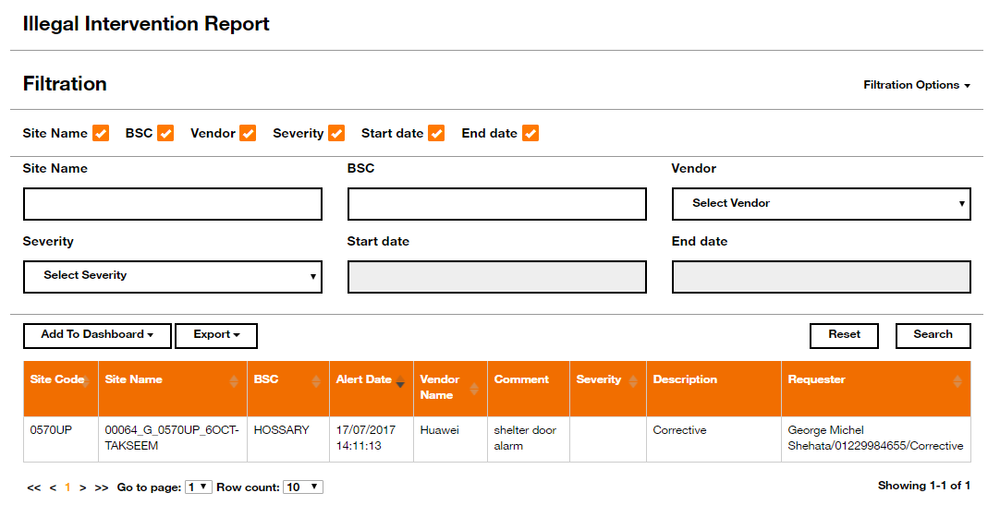 Illegal Intervention Report
Filtration
Filtration Options
Site Name BSC Vendor Severity Start date End date
Site Name BSC Vendor
Select Vendor
Severity Start date End date
Select Severity
Add To Dashboard Export Reset Search
Site Code Site Name BSC Alert Date Vendor Name Comment Severity Description Requester
0570UP 00064_G_0570UP_6OCT- HOSSARY 17/07/2017 Huawei shelter door Corrective George Michel
TAKSEEM 14:11:13 alarm Shehata/01229984655/Corrective
<< < 1 > >> Go to page: 1 Row count: 10 Showing 1-1 of 1